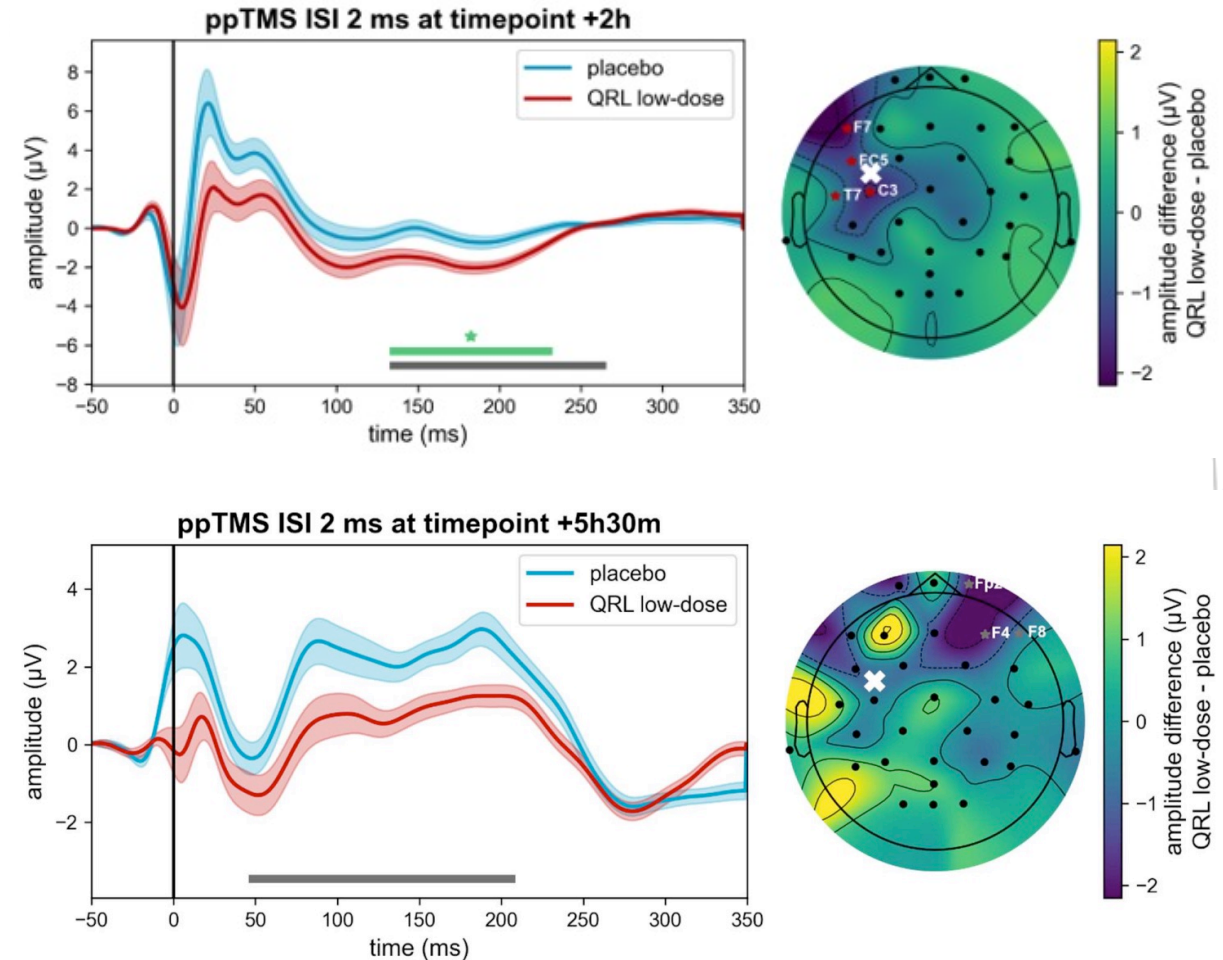 ppTMS ISI 2 ms at timepoint +2h
placebo
QRL low-dose
amplitude (µV)
8
6
4
2
0
−2
−4
−6
−8
−50
0
50
100
150
200
250
300
350
time (ms)
F7
FC5
C3
T7
2
1
0
−1
−2
amplitude difference (µV)
QRL low-dose - placebo
ppTMS ISI 2 ms at timepoint +5h30m
placebo
QRL low-dose
amplitude (µV)
4
2
0
−2
−50
0
50
100
150
200
250
300
350
time (ms)
Fp2
F4
F8
2
1
0
−1
−2
amplitude difference (µV)
QRL low-dose - placebo